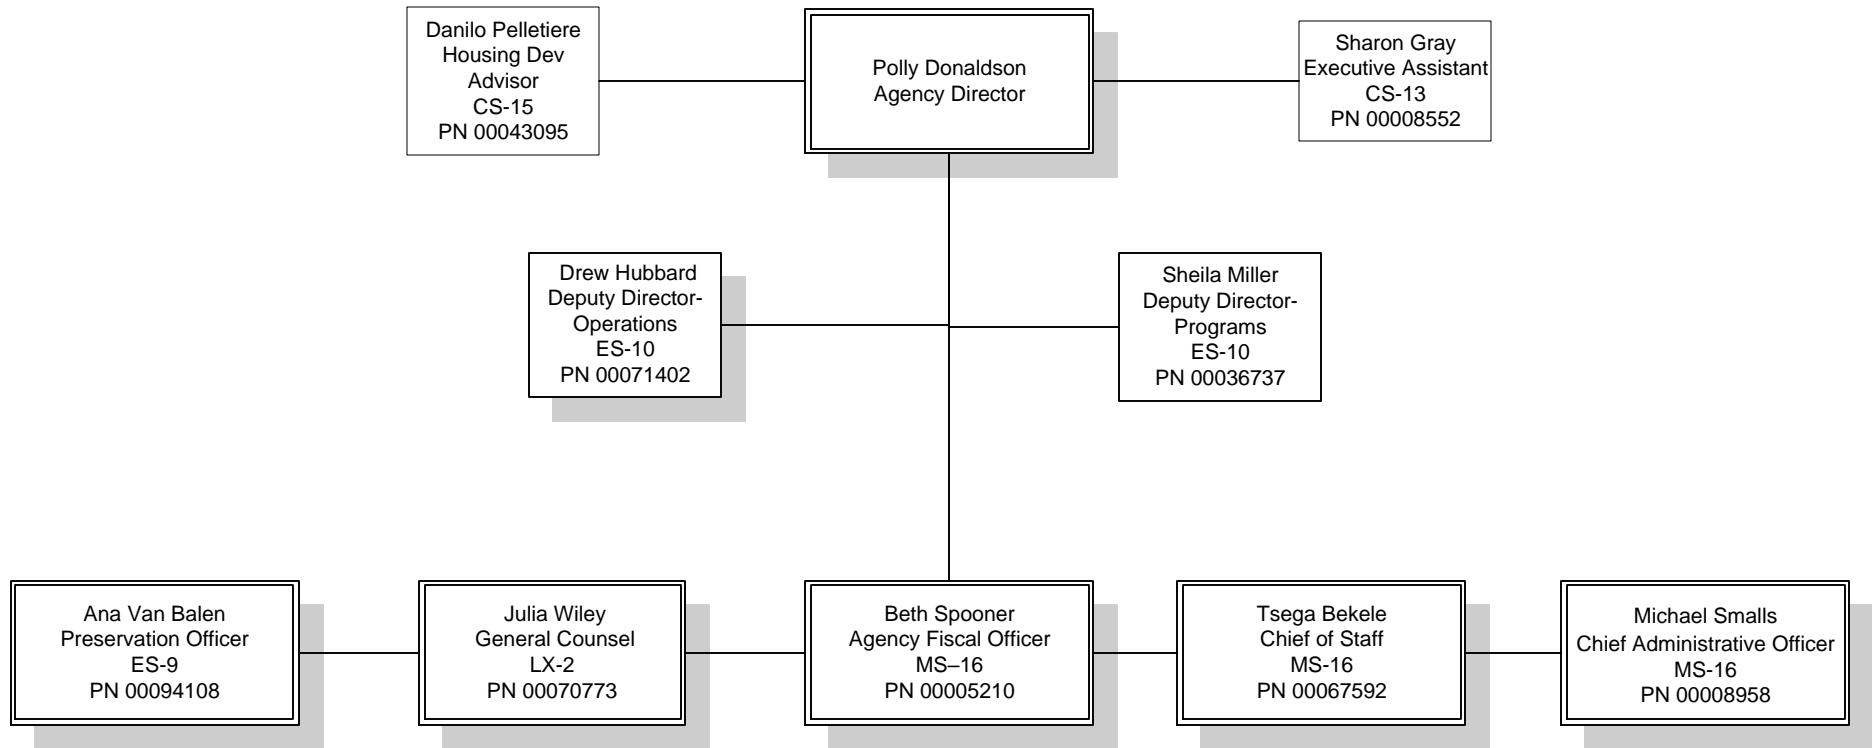 Danilo Pelletiere
Housing Dev
Advisor
CS-15
PN 00043095
Polly Donaldson
Agency Director
Sharon Gray
Executive Assistant
CS-13
PN 00008552
Drew Hubbard
Deputy Director-
Operations
ES-10
PN 00071402
Sheila Miller
Deputy Director-
Programs
ES-10
PN 00036737
Ana Van Balen
Preservation Officer
ES-9
PN 00094108
Julia Wiley
General Counsel
LX-2
PN 00070773
Beth Spooner
Agency Fiscal Officer
MS–16
PN 00005210
Tsega Bekele
Chief of Staff
MS-16
PN 00067592
Michael Smalls
Chief Administrative Officer
MS-16
PN 00008958